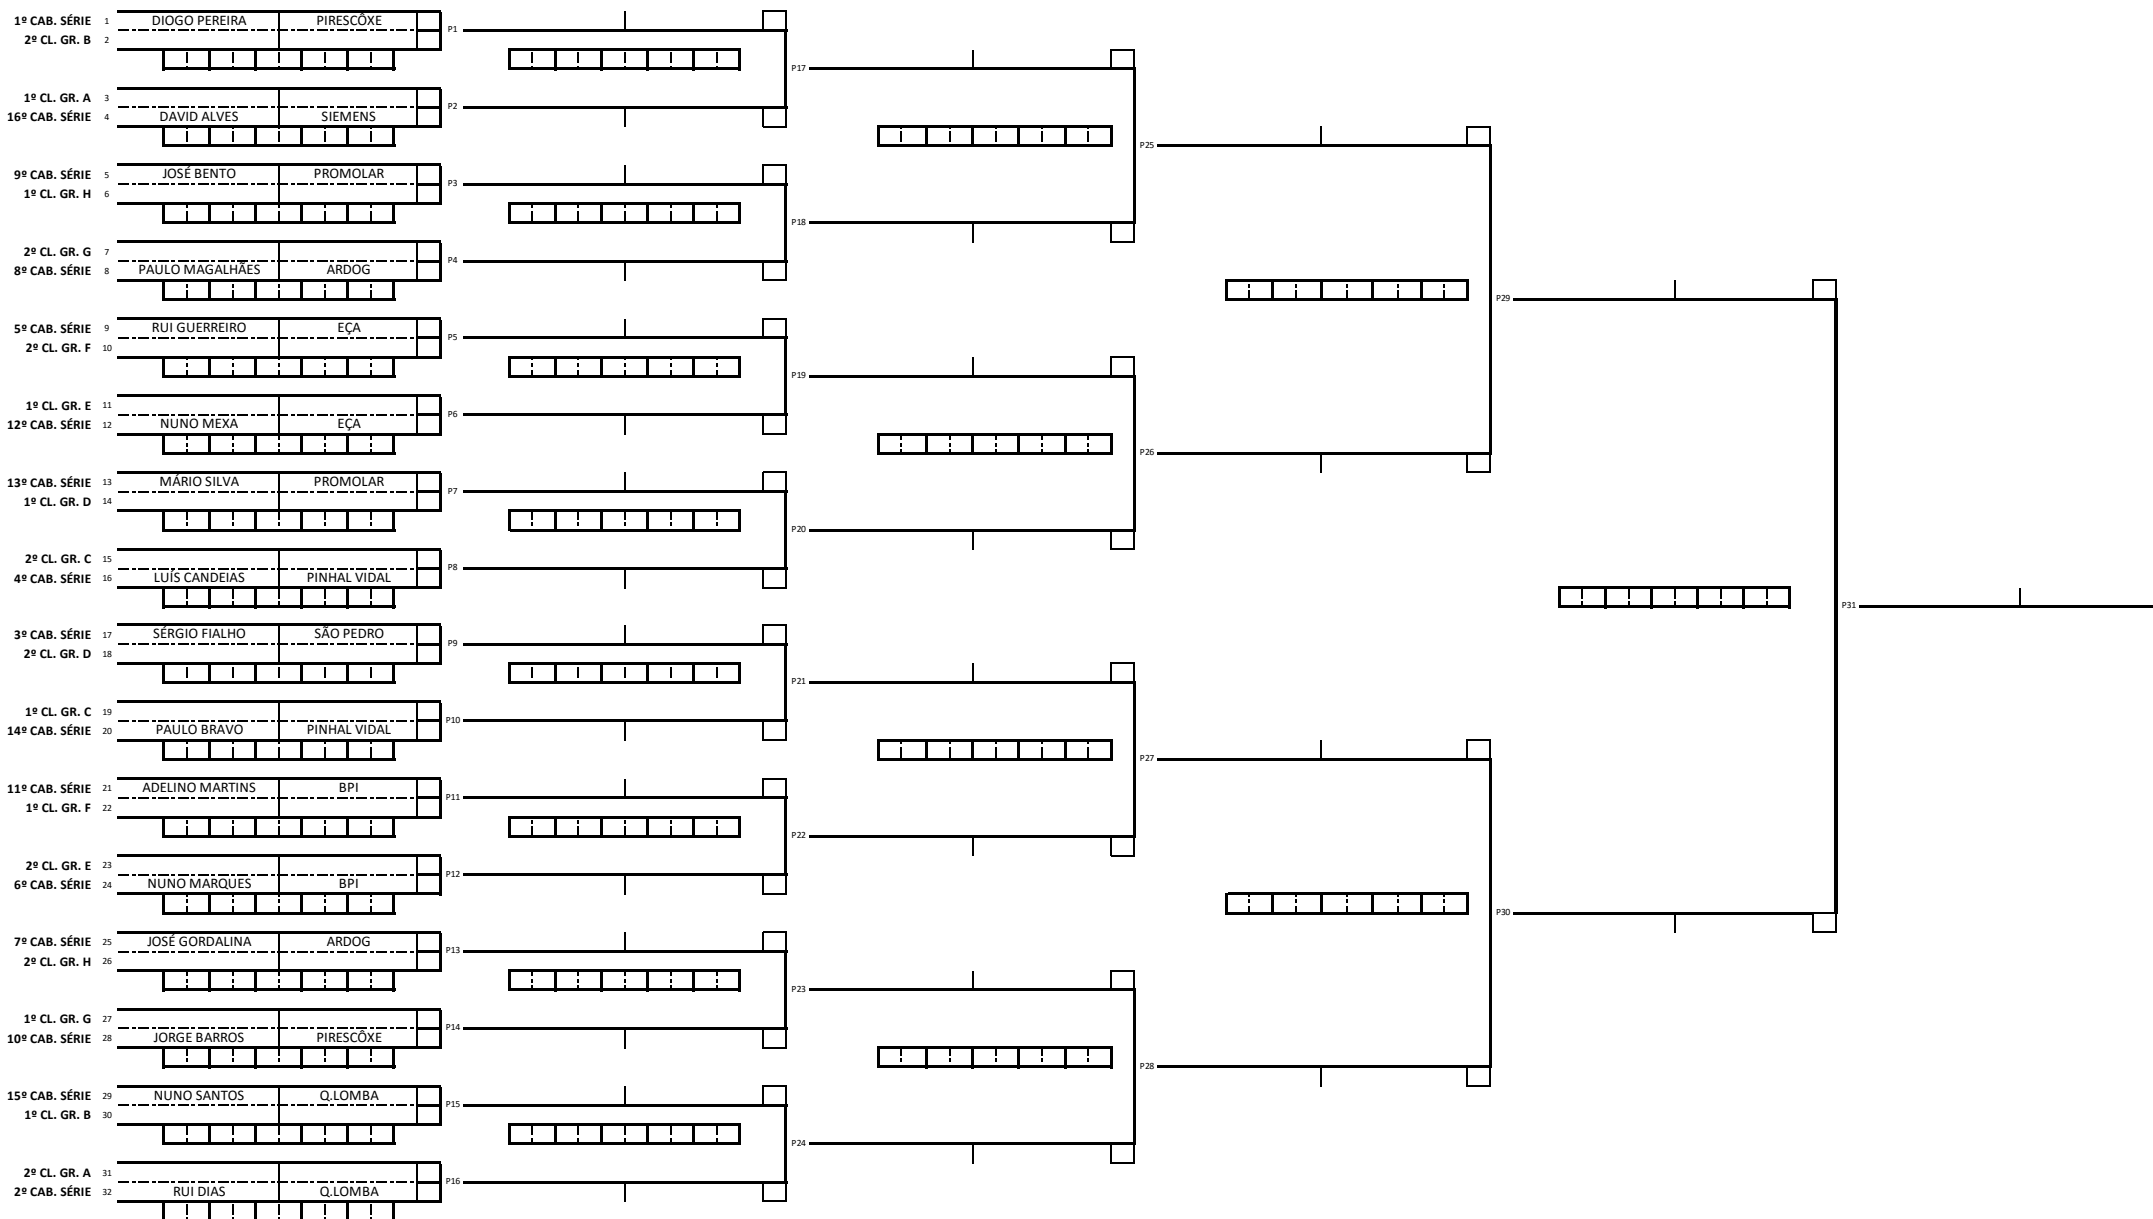 1º CAB. SÉRIE 1 DIOGO PEREIRA PIRESCÔXE
P1
2º CL. GR. B 2
P17
1º CL. GR. A 3
P2
16º CAB. SÉRIE 4 DAVID ALVES SIEMENS
P25
9º CAB. SÉRIE 5 JOSÉ BENTO PROMOLAR
P3
1º CL. GR. H 6
P18
2º CL. GR. G 7
P4
8º CAB. SÉRIE 8 PAULO MAGALHÃES ARDOG
P29
5º CAB. SÉRIE 9 RUI GUERREIRO EÇA
P5
2º CL. GR. F 10
P19
1º CL. GR. E 11
P6
12º CAB. SÉRIE 12 NUNO MEXA EÇA
P26
13º CAB. SÉRIE 13 MÁRIO SILVA PROMOLAR
P7
1º CL. GR. D 14
P20
2º CL. GR. C 15
P8
4º CAB. SÉRIE 16 LUÍS CANDEIAS PINHAL VIDAL
P31
3º CAB. SÉRIE 17 SÉRGIO FIALHO SÃO PEDRO
P9
2º CL. GR. D 18
P21
1º CL. GR. C 19
P10
14º CAB. SÉRIE 20 PAULO BRAVO PINHAL VIDAL
P27
11º CAB. SÉRIE 21 ADELINO MARTINS BPI
P11
1º CL. GR. F 22
P22
2º CL. GR. E 23
P12
6º CAB. SÉRIE 24 NUNO MARQUES BPI
P30
7º CAB. SÉRIE 25 JOSÉ GORDALINA ARDOG
P13
2º CL. GR. H 26
P23
1º CL. GR. G 27
P14
10º CAB. SÉRIE 28 JORGE BARROS PIRESCÔXE
P28
15º CAB. SÉRIE 29 NUNO SANTOS Q.LOMBA
P15
1º CL. GR. B 30
P24
2º CL. GR. A 31
P16
2º CAB. SÉRIE 32 RUI DIAS Q.LOMBA